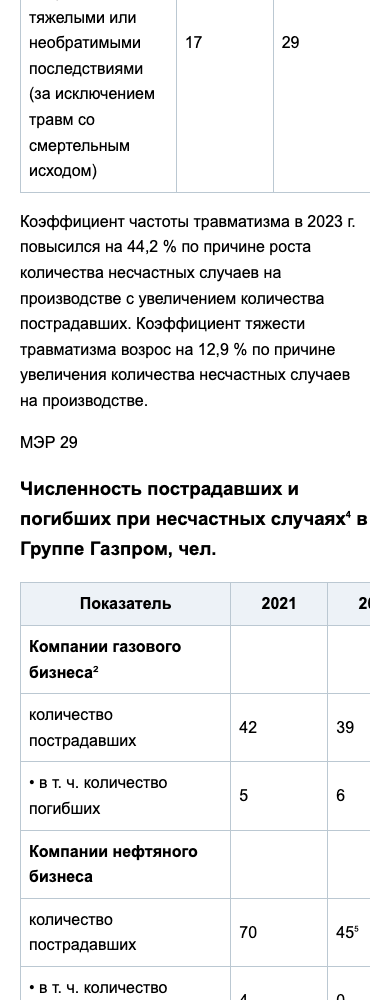 тяжелыми или
необратимыми 17 29
последствиями
(за исключением
травм со
смертельным
исходом)
Коэффициент частоты травматизма в 2023 г.
повысился на 44,2 % по причине роста
количества несчастных случаев на
производстве с увеличением количества
пострадавших. Коэффициент тяжести
травматизма возрос на 12,9 % по причине
увеличения количества несчастных случаев
на производстве.
МЭР 29
Численность пострадавших и
погибших при несчастных случаях⁴ в
Группе Газпром, чел.
Показатель 2021
Компании газового
бизнеса²
количество
пострадавших 42 39
• в т. ч. количество
погибших 5 6
Компании нефтяного
бизнеса
количество
пострадавших 70 45⁵
• в т. ч. количество